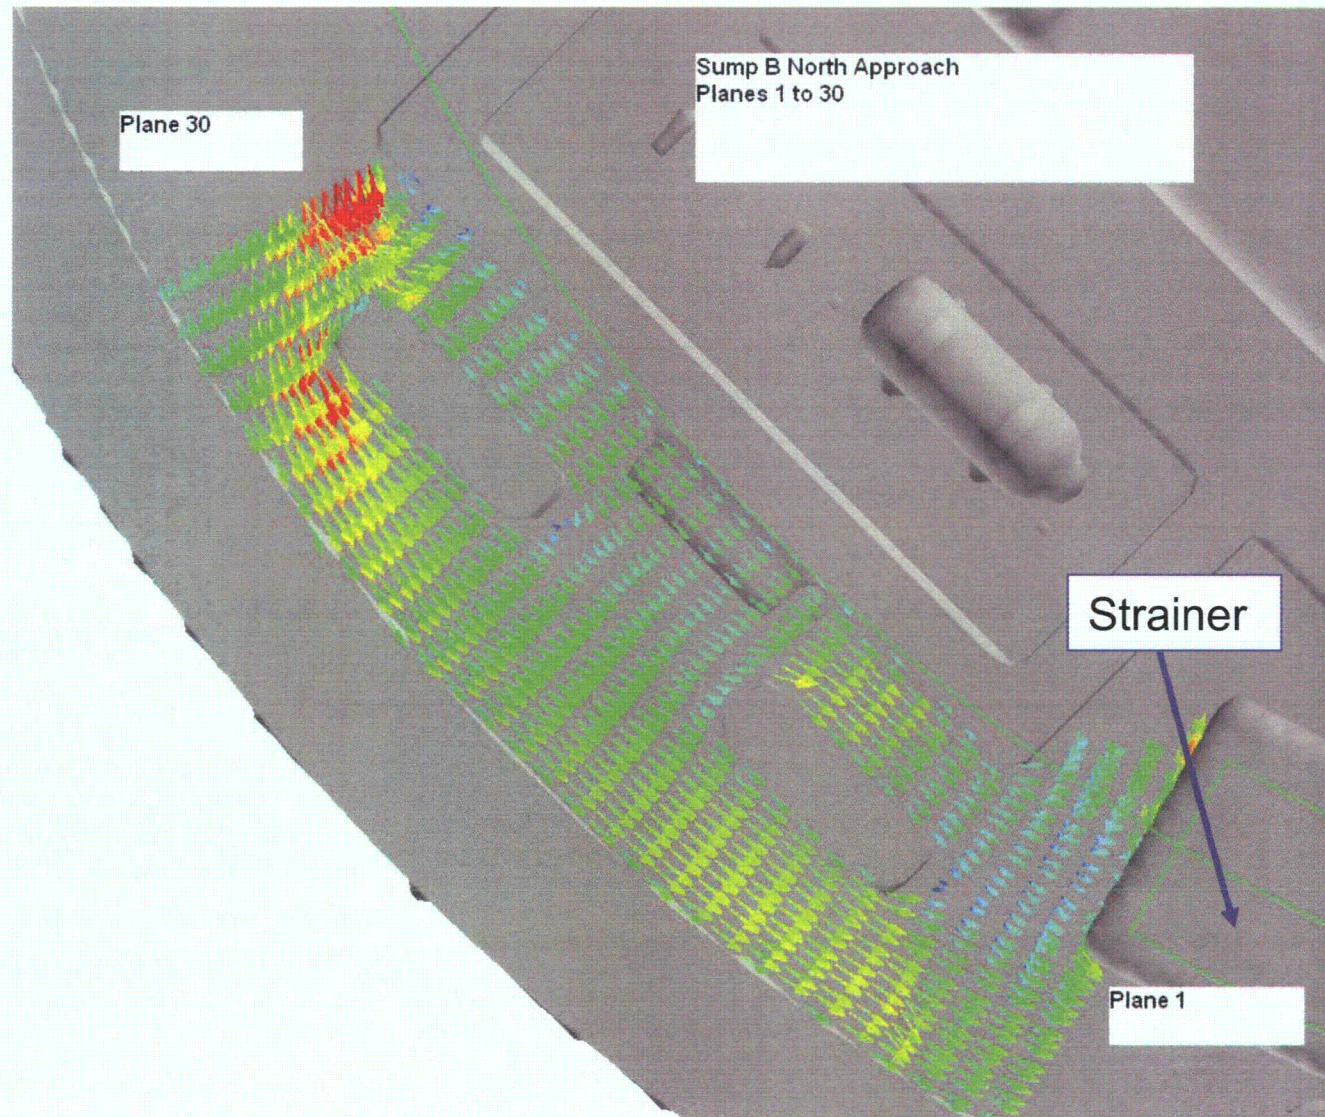 Sump B North Approach
Planes 1 to 30
Plane 30
Strainer
Plane 1